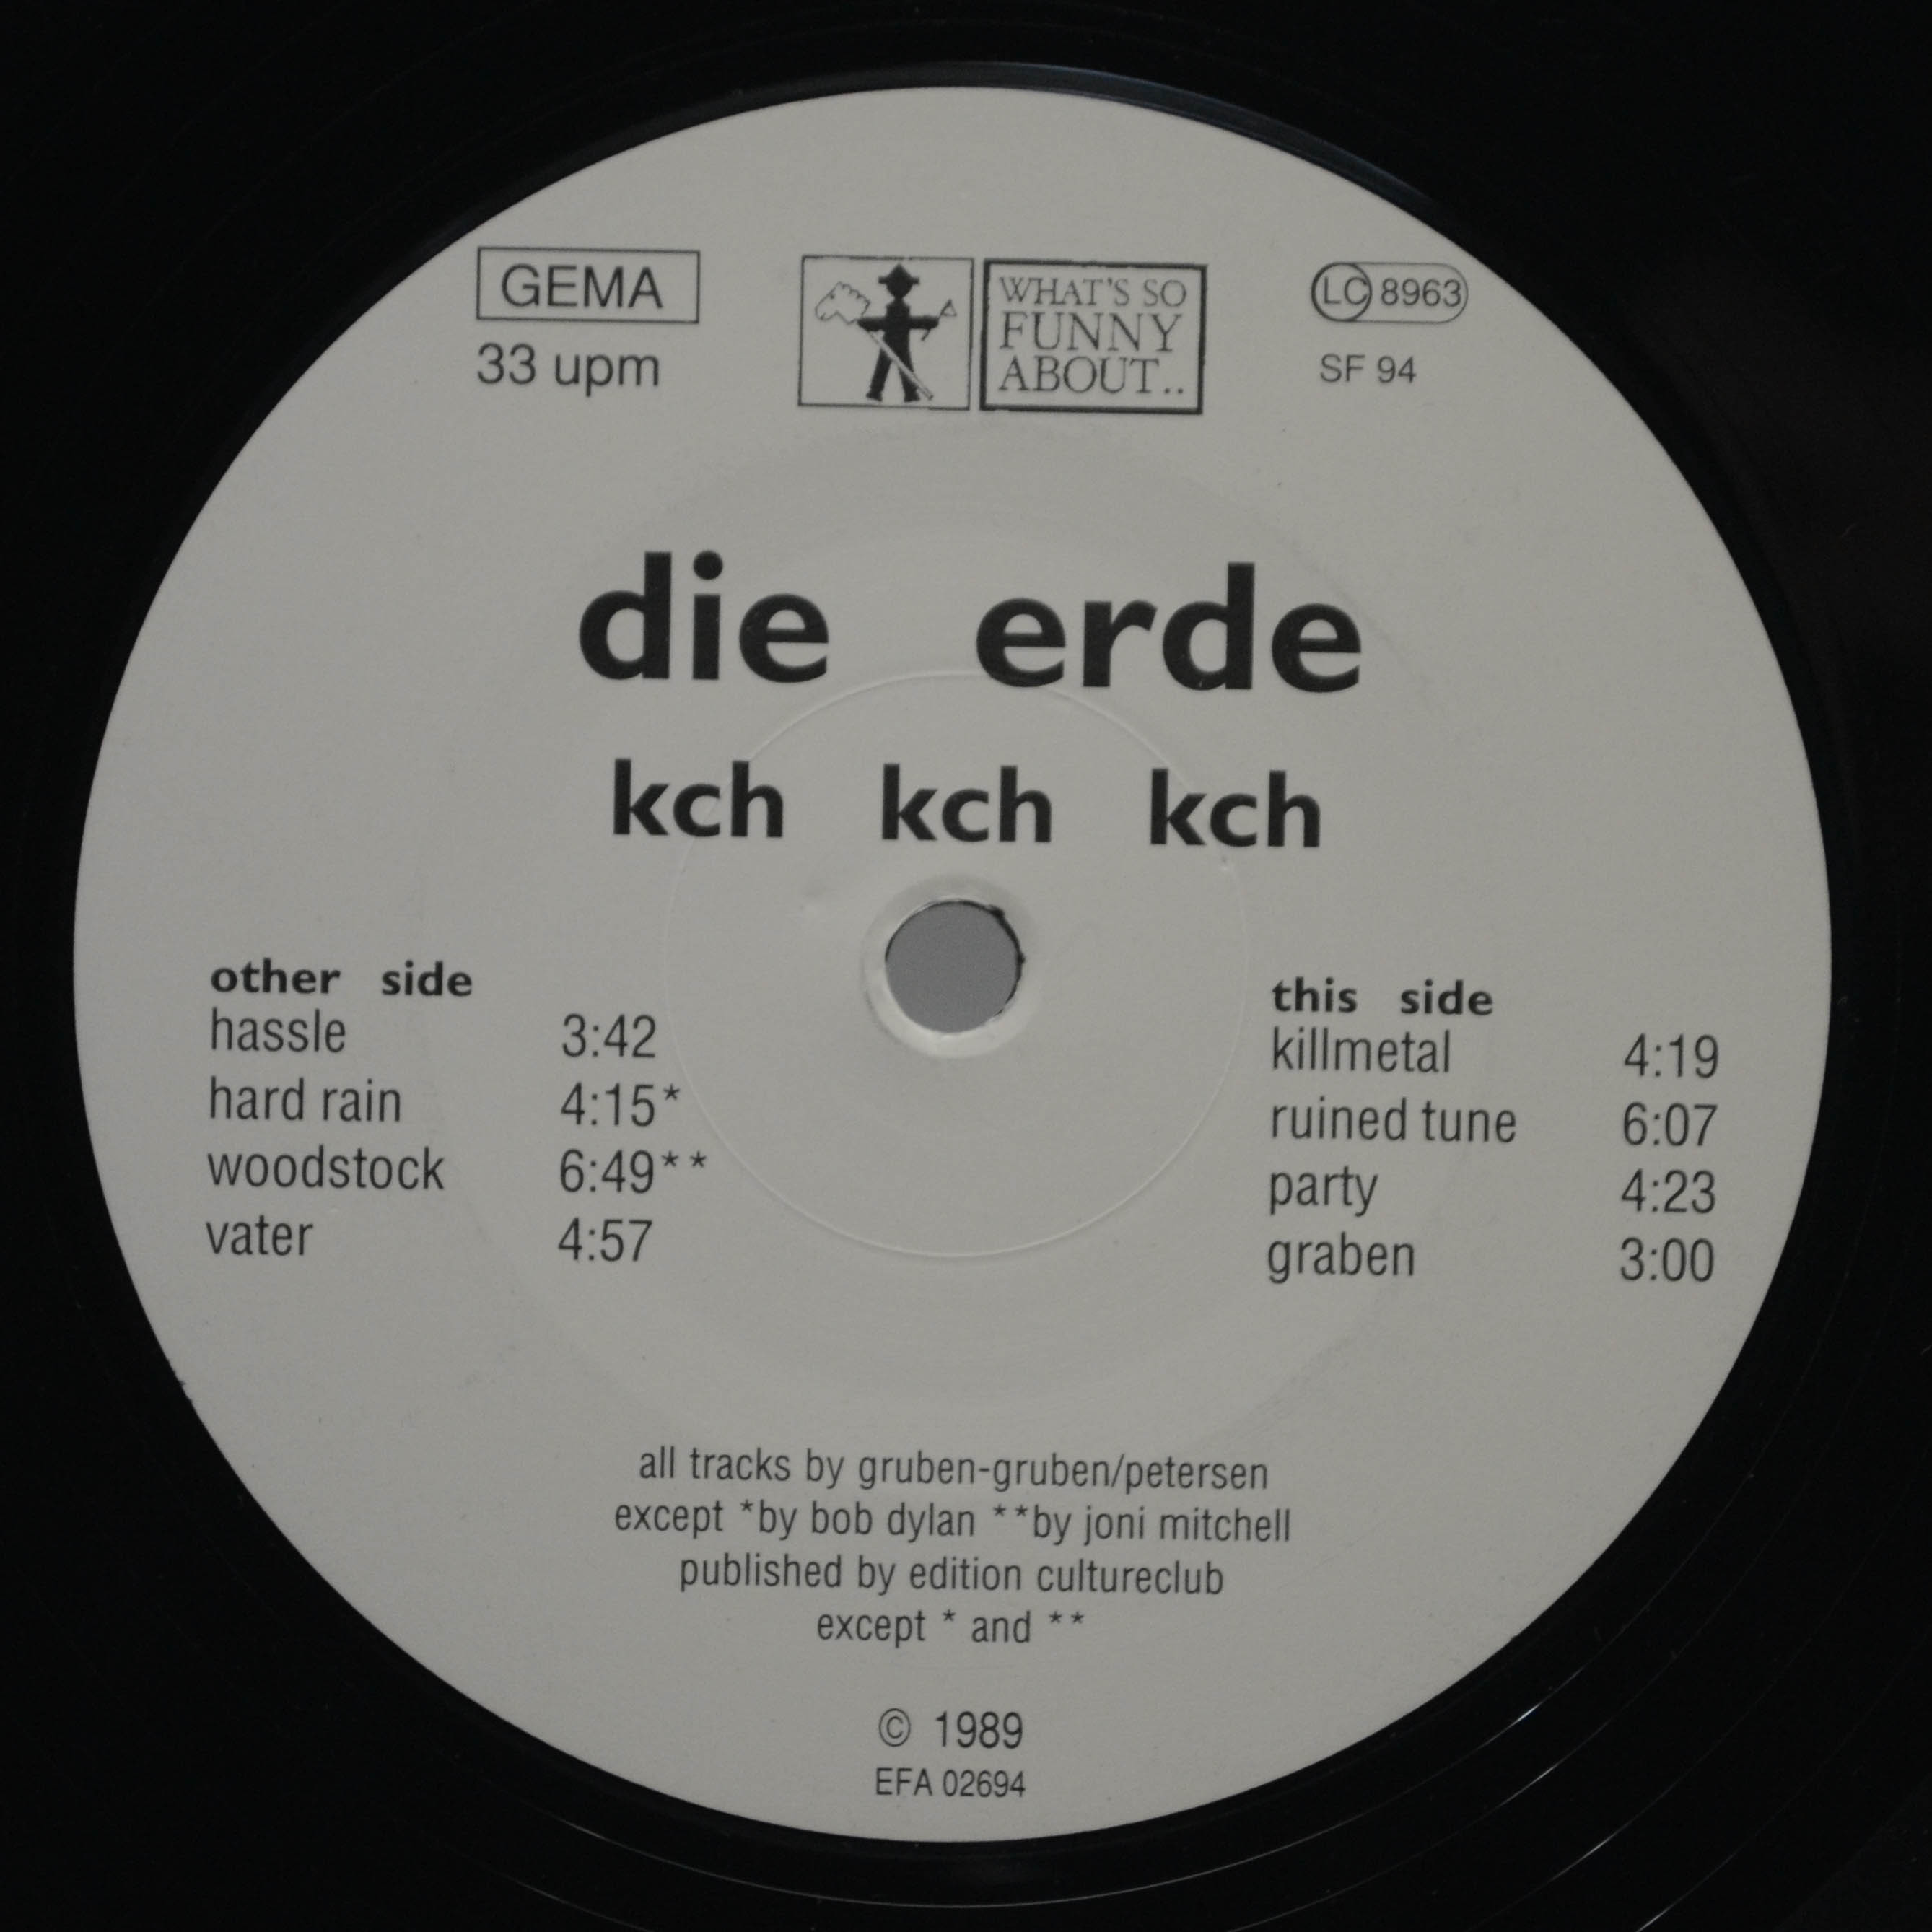 GEMA
33 upm
WHAT'S SO
FUNNY
ABOUT..
LC 8963
SF 94
die erde
kch kch kch
other side
hassle 3:42
hard rain 4:15*
woodstock 6:49**
vater 4:57
this side
killmetal 4:19
ruined tune 6:07
party 4:23
graben 3:00
all tracks by gruben-gruben/petersen
except *by bob dylan **by joni mitchell
published by edition cultureclub
except * and **
© 1989
EFA 02694